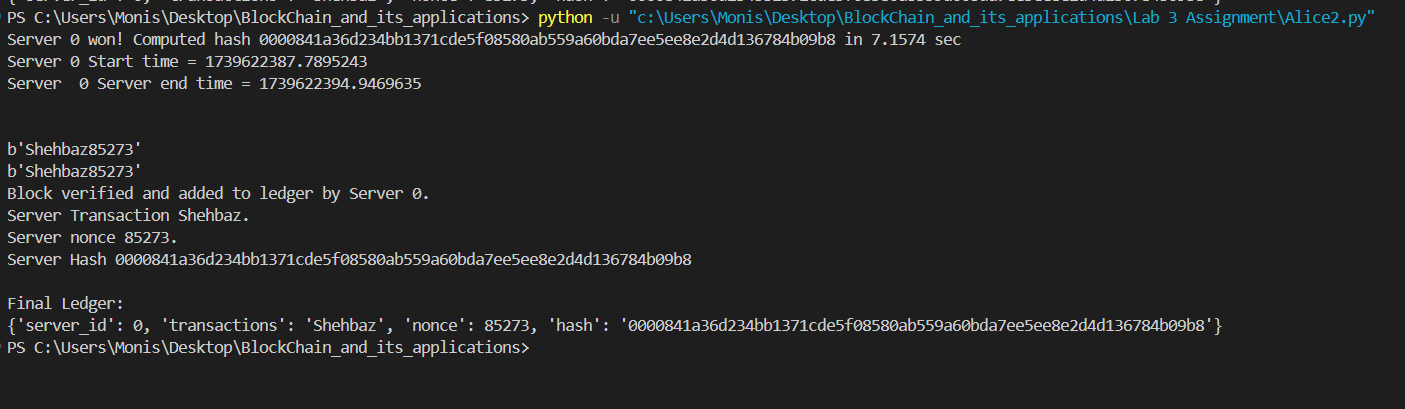 PS C:\Users\Monis\Desktop\BlockChain_and_its_applications> python -u "c:\Users\Monis\Desktop\BlockChain_and_its_applications\Lab 3 Assignment\Alice2.py"
Server 0 won! Computed hash 0000841a36d234bb1371cde5f08580ab559a60bda7ee5ee8e2d4d136784b09b8 in 7.1574 sec
Server 0 Start time = 1739622387.7895243
Server  0 Server end time = 1739622394.9469635
b'Shehbaz85273'
b'Shehbaz85273'
Block verified and added to ledger by Server 0.
Server Transaction Shehbaz.
Server nonce 85273.
Server Hash 0000841a36d234bb1371cde5f08580ab559a60bda7ee5ee8e2d4d136784b09b8
Final Ledger:
{'server_id': 0, 'transactions': 'Shehbaz', 'nonce': 85273, 'hash': '0000841a36d234bb1371cde5f08580ab559a60bda7ee5ee8e2d4d136784b09b8'}
PS C:\Users\Monis\Desktop\BlockChain_and_its_applications>